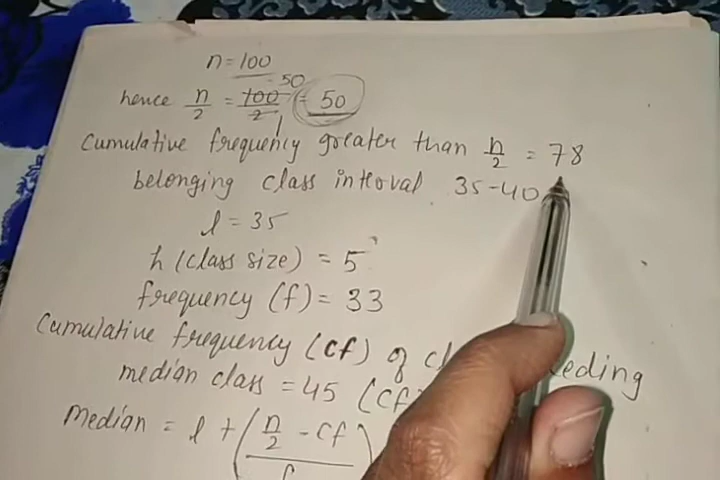 n = 100
hence n/2 = 100/2 50 = 50
Cumulative frequency greater than n/2 = 78
belonging class interval 35-40
l = 35
h (class size) = 5
frequency (f) = 33
Cumulative frequency (cf) of eding
median class = 45 (cf
Median = l + (n/2 - cf